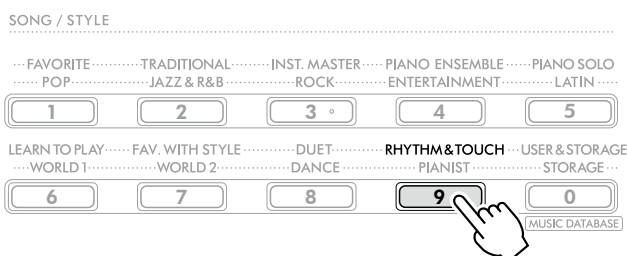 SONG / STYLE
FAVORITE TRADITIONAL INST. MASTER PIANO ENSEMBLE PIANO SOLO
POP JAZZ & R&B ROCK ENTERTAINMENT LATIN
1 2 3 4 5
LEARN TO PLAY FAV. WITH STYLE DUET RHYTHM & TOUCH USER & STORAGE
WORLD 1 WORLD 2 DANCE PIANIST STORAGE
6 7 8 9 0
MUSIC DATABASE